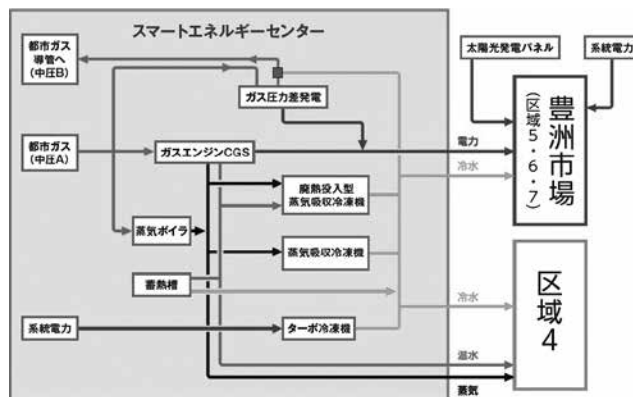 スマートエネルギーセンター
都市ガス
導管へ
(中圧B)
ガス圧力差発電
都市ガス
(中圧A)
ガスエンジンCGS
廃熱投入型
蒸気吸収冷凍機
蒸気ボイラ
蒸気吸収冷凍機
蓄熱槽
系統電力
ターボ冷凍機
太陽光発電パネル
系統電力
電力
冷水
豊洲市場
(区域5・6・7)
冷水
区域4
温水
蒸気